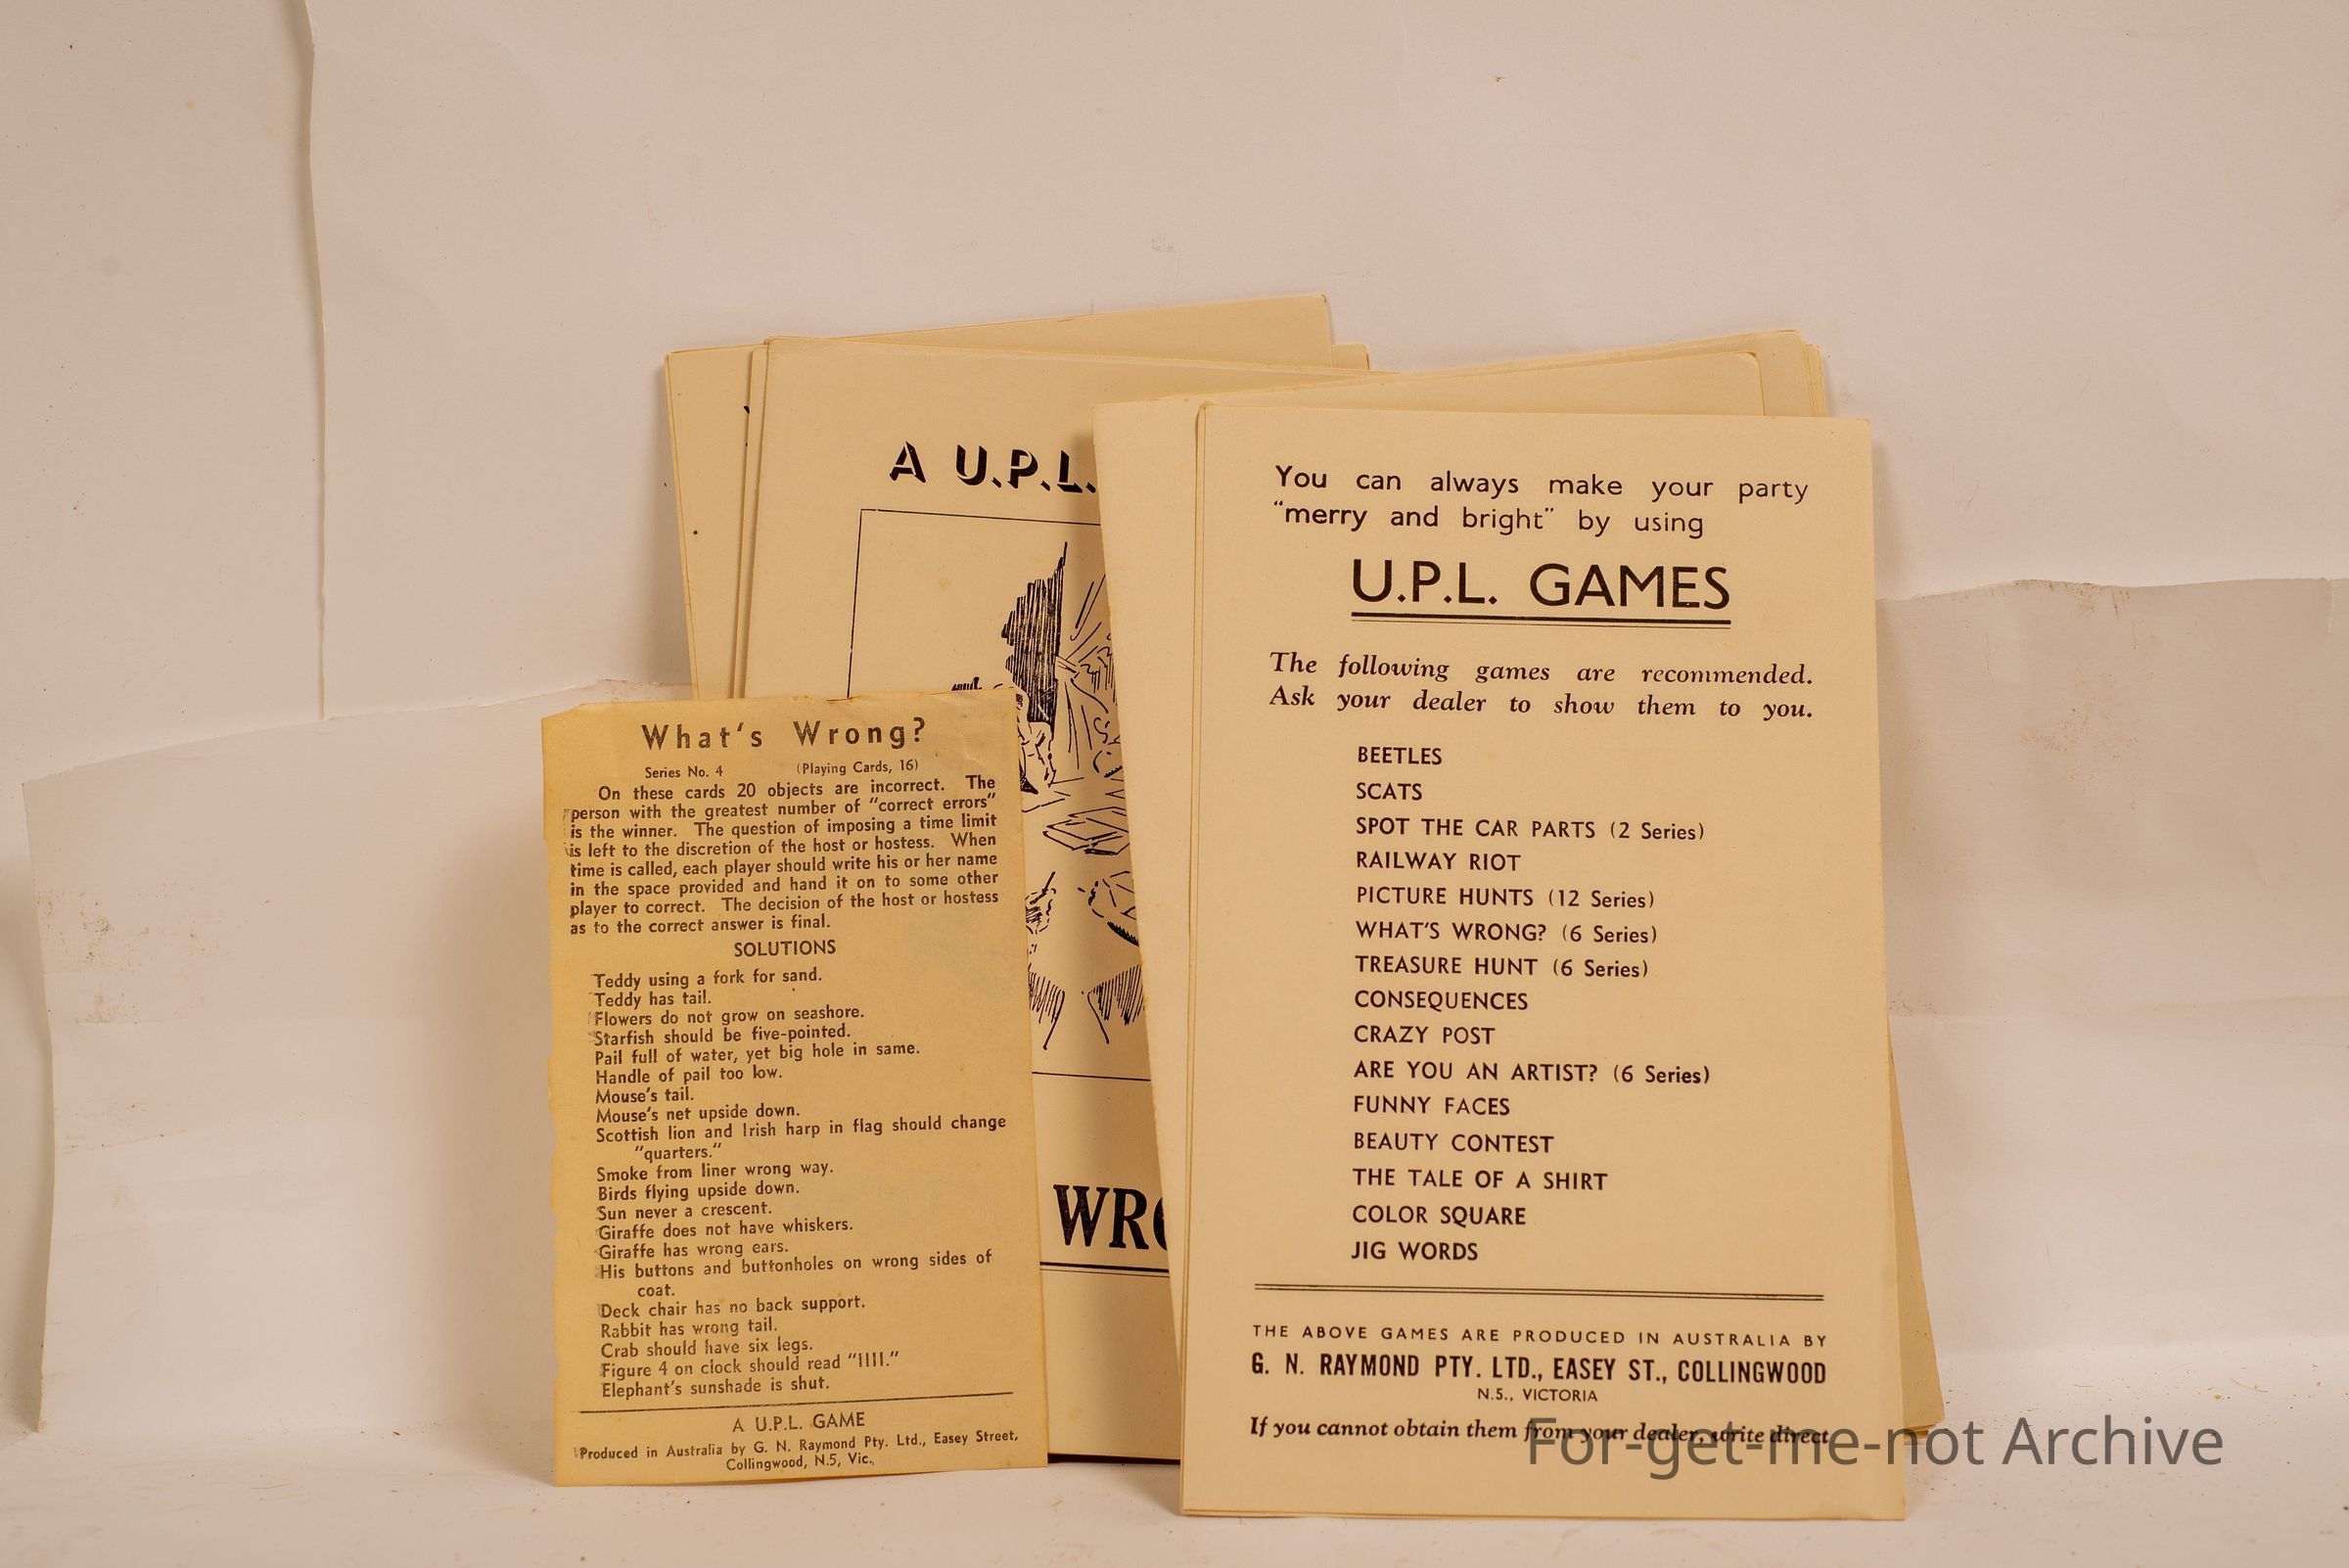 A U.P.L.
WRO
What's Wrong?
Series No. 4 (Playing Cards, 16)
On these cards 20 objects are incorrect. The
person with the greatest number of "correct errors"
is the winner. The question of imposing a time limit
is left to the discretion of the host or hostess. When
time is called, each player should write his or her name
in the space provided and hand it on to some other
player to correct. The decision of the host or hostess
as to the correct answer is final.
SOLUTIONS
Teddy using a fork for sand.
Teddy has tail.
Flowers do not grow on seashore.
Starfish should be five-pointed.
Pail full of water, yet big hole in same.
Handle of pail too low.
Mouse's tail.
Mouse's net upside down.
Scottish lion and Irish harp in flag should change
"quarters."
Smoke from liner wrong way.
Birds flying upside down.
Sun never a crescent.
Giraffe does not have whiskers.
Giraffe has wrong ears.
His buttons and buttonholes on wrong sides of
coat.
Deck chair has no back support.
Rabbit has wrong tail.
Crab should have six legs.
Figure 4 on clock should read "IIII."
Elephant's sunshade is shut.
A U.P.L. GAME
Produced in Australia by G. N. Raymond Pty. Ltd., Easey Street,
Collingwood, N.5, Vic.
You can always make your party
"merry and bright" by using
U.P.L. GAMES
The following games are recommended.
Ask your dealer to show them to you.
BEETLES
SCATS
SPOT THE CAR PARTS (2 Series)
RAILWAY RIOT
PICTURE HUNTS (12 Series)
WHAT'S WRONG? (6 Series)
TREASURE HUNT (6 Series)
CONSEQUENCES
CRAZY POST
ARE YOU AN ARTIST? (6 Series)
FUNNY FACES
BEAUTY CONTEST
THE TALE OF A SHIRT
COLOR SQUARE
JIG WORDS
THE ABOVE GAMES ARE PRODUCED IN AUSTRALIA BY
G. N. RAYMOND PTY. LTD., EASEY ST., COLLINGWOOD
N.5., VICTORIA
If you cannot obtain them from your dealer, write direct
For-get-me-not Archive